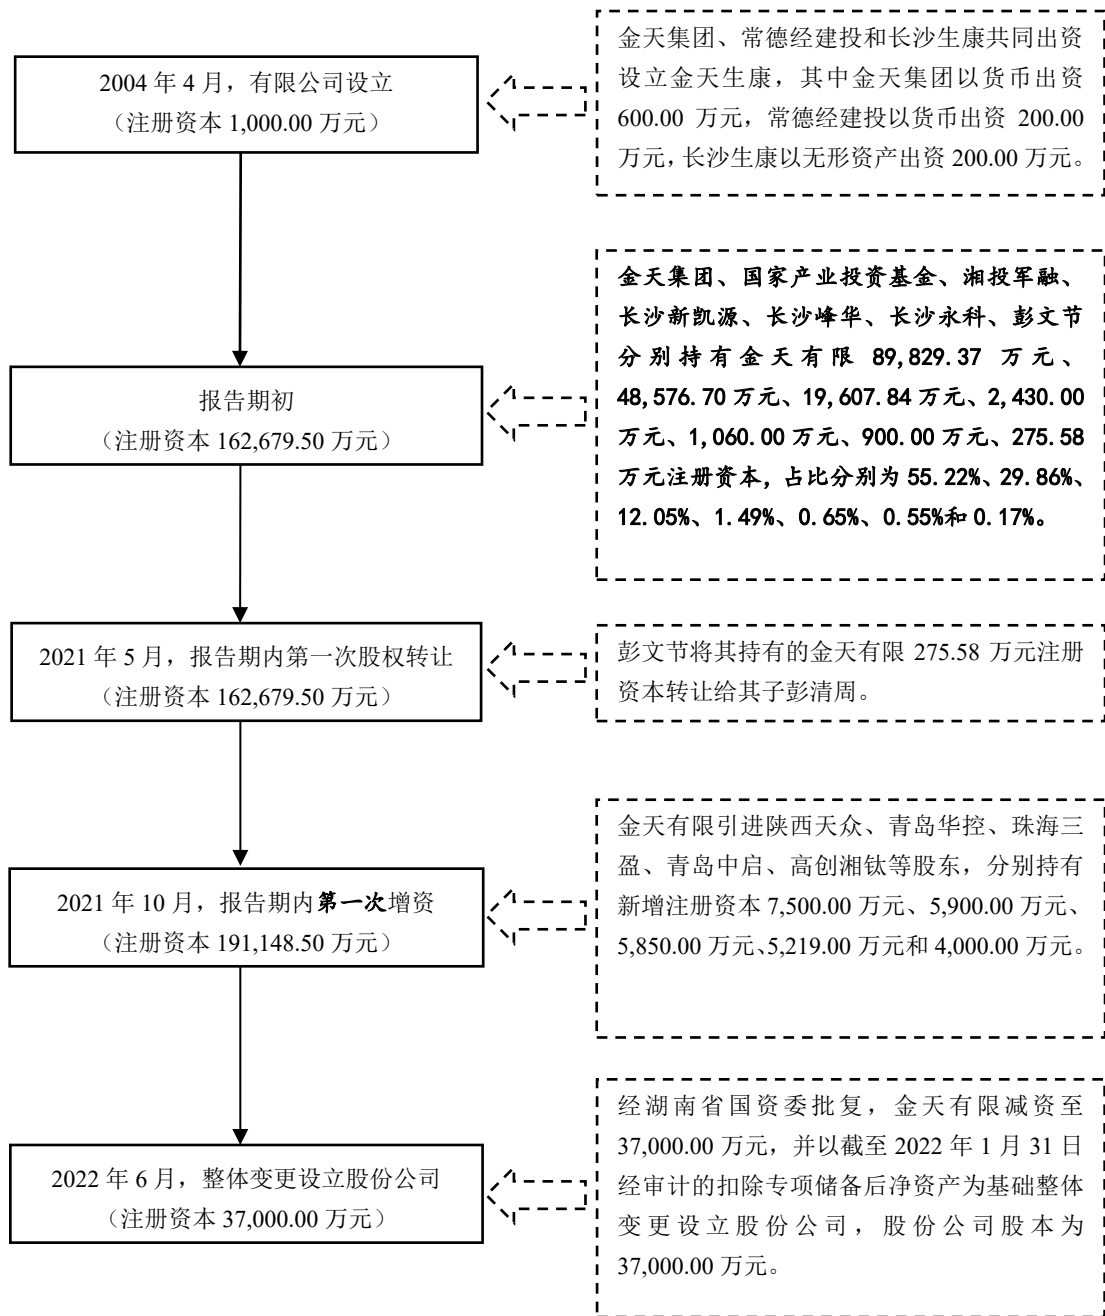 2004 年 4 月，有限公司设立
（注册资本 1,000.00 万元）
金天集团、常德经建投和长沙生康共同出资
设立金天生康，其中金天集团以货币出资
600.00 万元，常德经建投以货币出资 200.00
万元，长沙生康以无形资产出资 200.00 万元。
报告期初
（注册资本 162,679.50 万元）
金天集团、国家产业投资基金、湘投军融、
长沙新凯源、长沙峰华、长沙永科、彭文节
分别持有金天有限 89,829.37 万元、
48,576.70 万元、19,607.84 万元、2,430.00
万元、1,060.00 万元、900.00 万元、275.58
万元注册资本，占比分别为 55.22%、29.86%、
12.05%、1.49%、0.65%、0.55%和 0.17%。
2021 年 5 月，报告期内第一次股权转让
（注册资本 162,679.50 万元）
彭文节将其持有的金天有限 275.58 万元注册
资本转让给其子彭清周。
2021 年 10 月，报告期内第一次增资
（注册资本 191,148.50 万元）
金天有限引进陕西天众、青岛华控、珠海三
盈、青岛中启、高创湘钛等股东，分别持有
新增注册资本 7,500.00 万元、5,900.00 万元、
5,850.00 万元、5,219.00 万元和 4,000.00 万元。
2022 年 6 月，整体变更设立股份公司
（注册资本 37,000.00 万元）
经湖南省国资委批复，金天有限减资至
37,000.00 万元，并以截至 2022 年 1 月 31 日
经审计的扣除专项储备后净资产为基础整体
变更设立股份公司，股份公司股本为
37,000.00 万元。